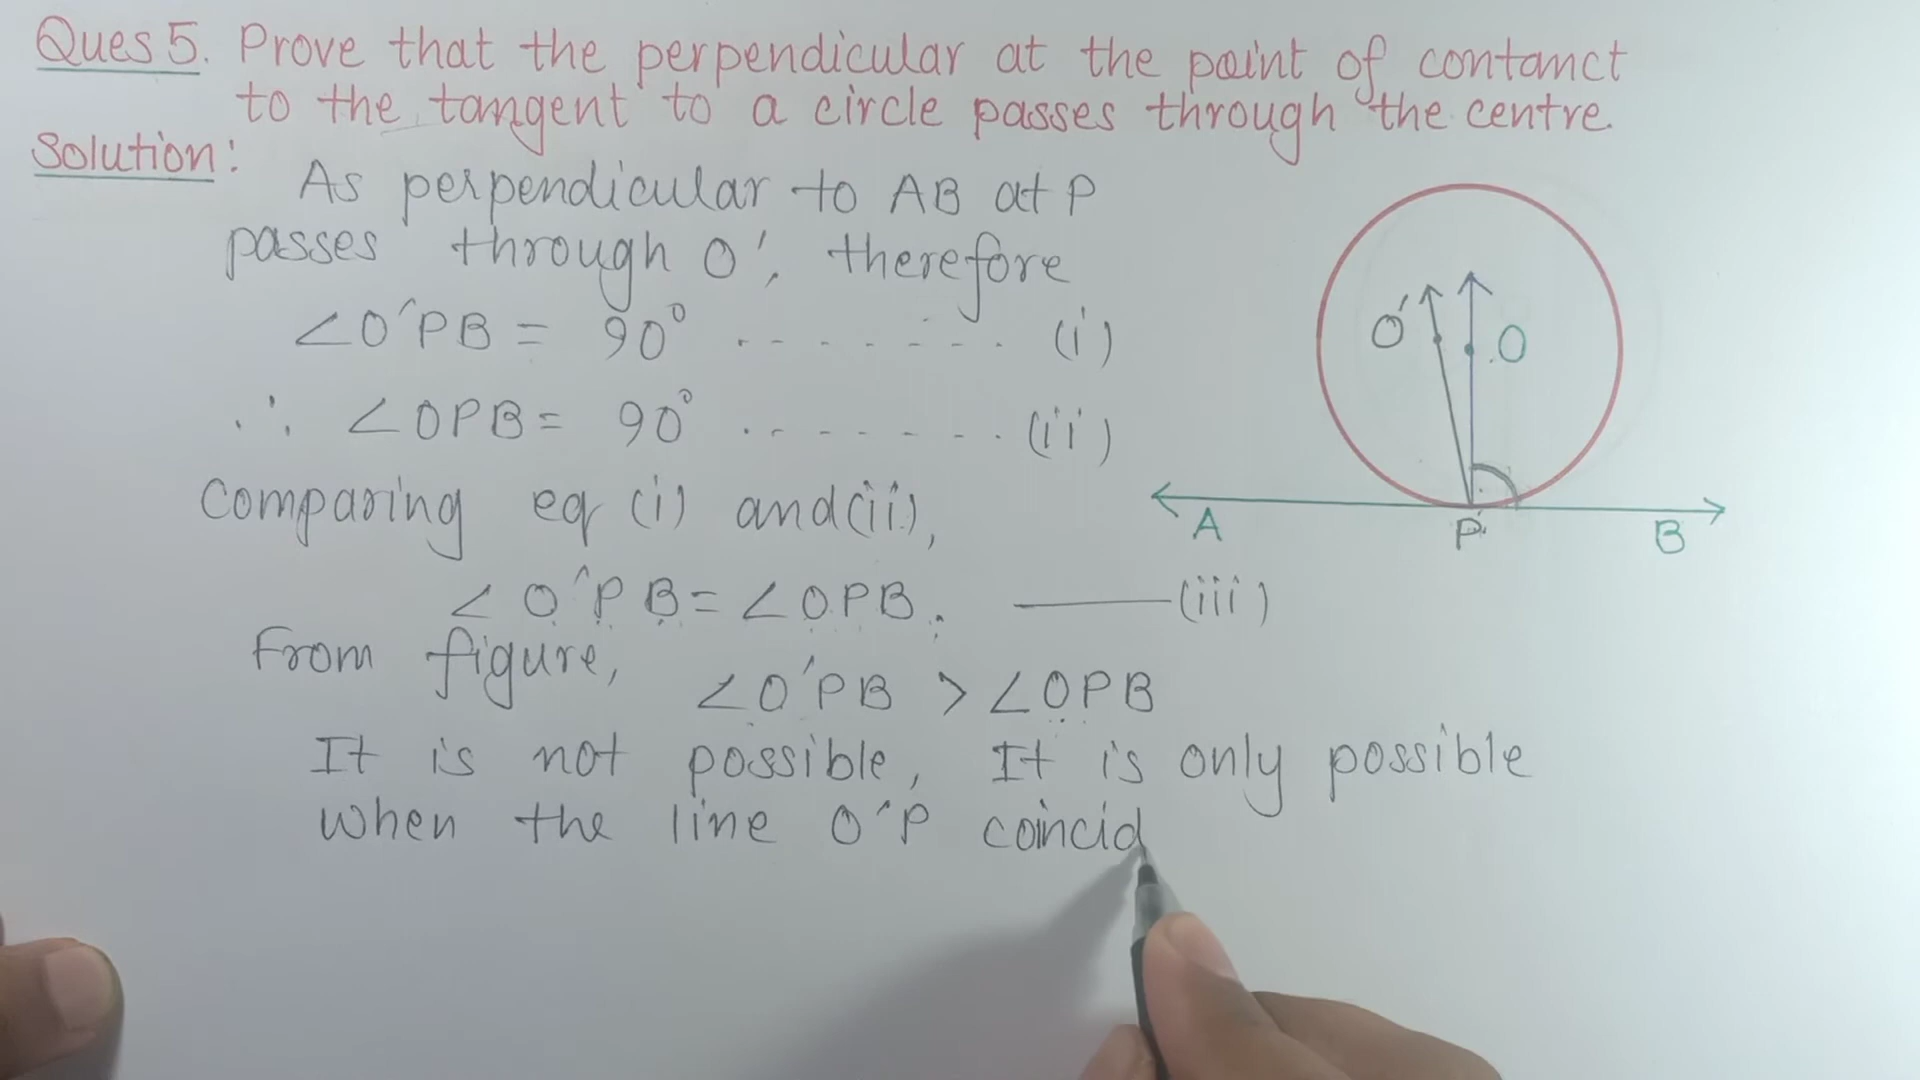 Ques 5. Prove that the perpendicular at the point of contanct
to the tangent to a circle passes through the centre.
Solution:
As perpendicular to AB at P
passes through O', therefore
∠O'PB = 90° ........ (i)
∴ ∠OPB = 90° ........ (ii)
Comparing eq (i) and (ii),
∠O'PB = ∠OPB. ——— (iii)
From figure,
∠O'PB > ∠OPB
It is not possible, It is only possible
when the line O'P coincid
O' O
A P B